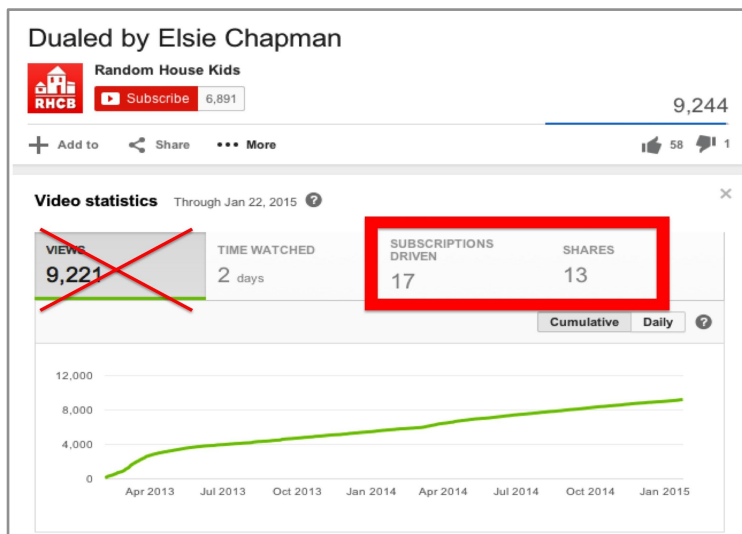 Dualed by Elsie Chapman
RHCB
Random House Kids
Subscribe 6,891
9,244
Add to Share More
58 1
Video statistics Through Jan 22, 2015 ?
VIEWS
9,221
TIME WATCHED
2 days
SUBSCRIPTIONS
DRIVEN
17
SHARES
13
Cumulative Daily ?
12,000
8,000
4,000
0
Apr 2013 Jul 2013 Oct 2013 Jan 2014 Apr 2014 Jul 2014 Oct 2014 Jan 2015